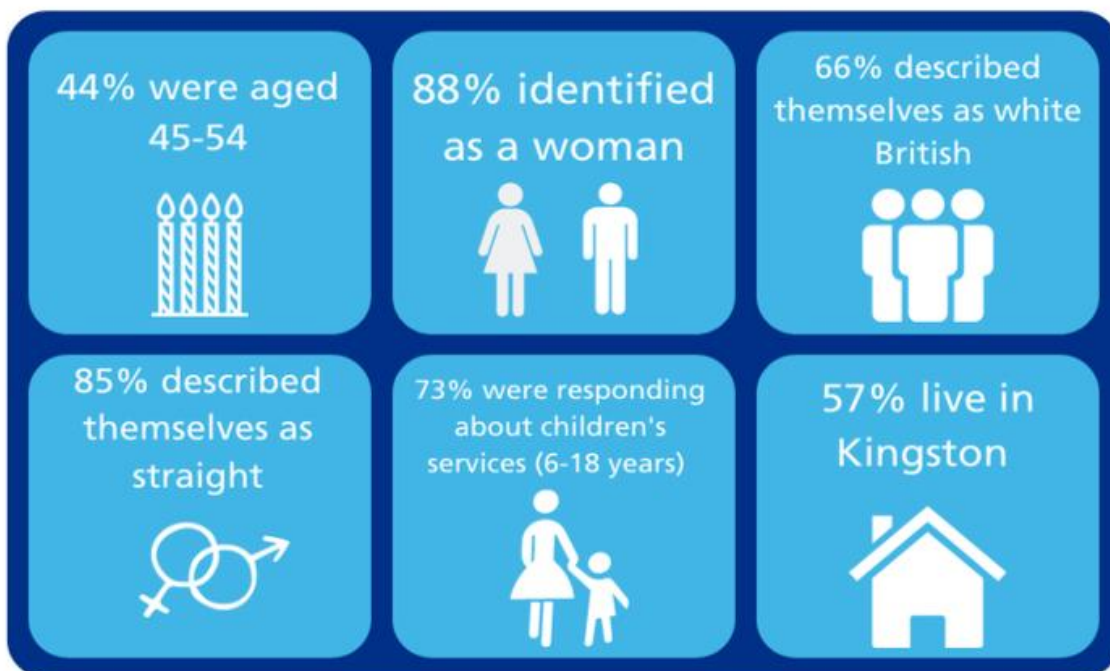 44% were aged
45-54
88% identified
as a woman
66% described
themselves as white
British
85% described
themselves as
straight
73% were responding
about children's
services (6-18 years)
57% live in
Kingston